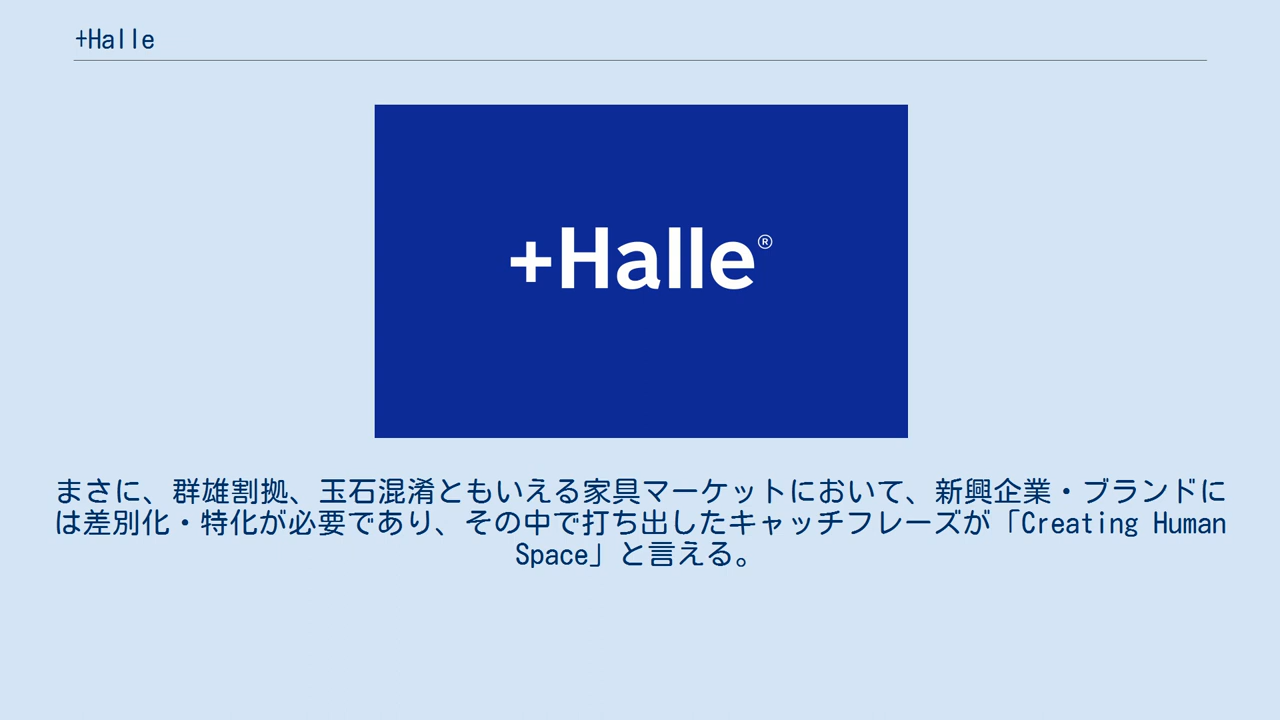 +Halle
+Halle®
まさに、群雄割拠、玉石混淆ともいえる家具マーケットにおいて、新興企業・ブランドに
は差別化・特化が必要であり、その中で打ち出したキャッチフレーズが「Creating Human
Space」と言える。